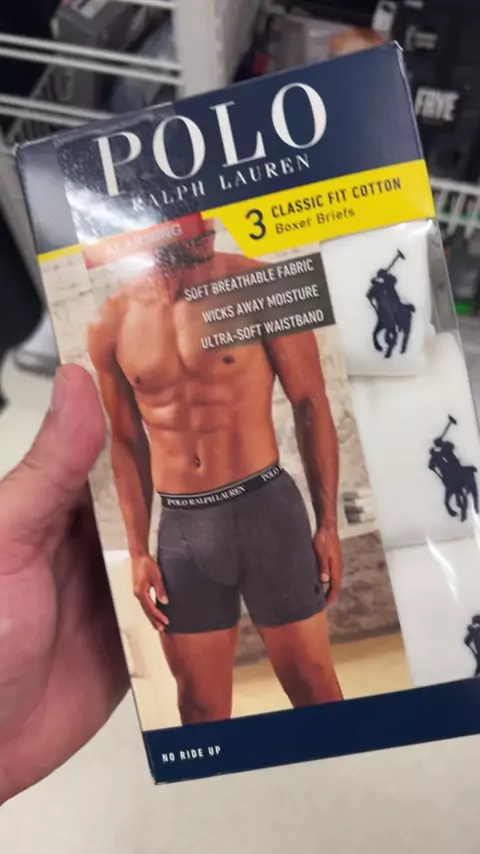 POLO
RALPH LAUREN
3 CLASSIC FIT COTTON
Boxer Briefs
SOFT BREATHABLE FABRIC
WICKS AWAY MOISTURE
ULTRA-SOFT WAISTBAND
POLO RALPH LAUREN POLO
NO RIDE UP
FRYE